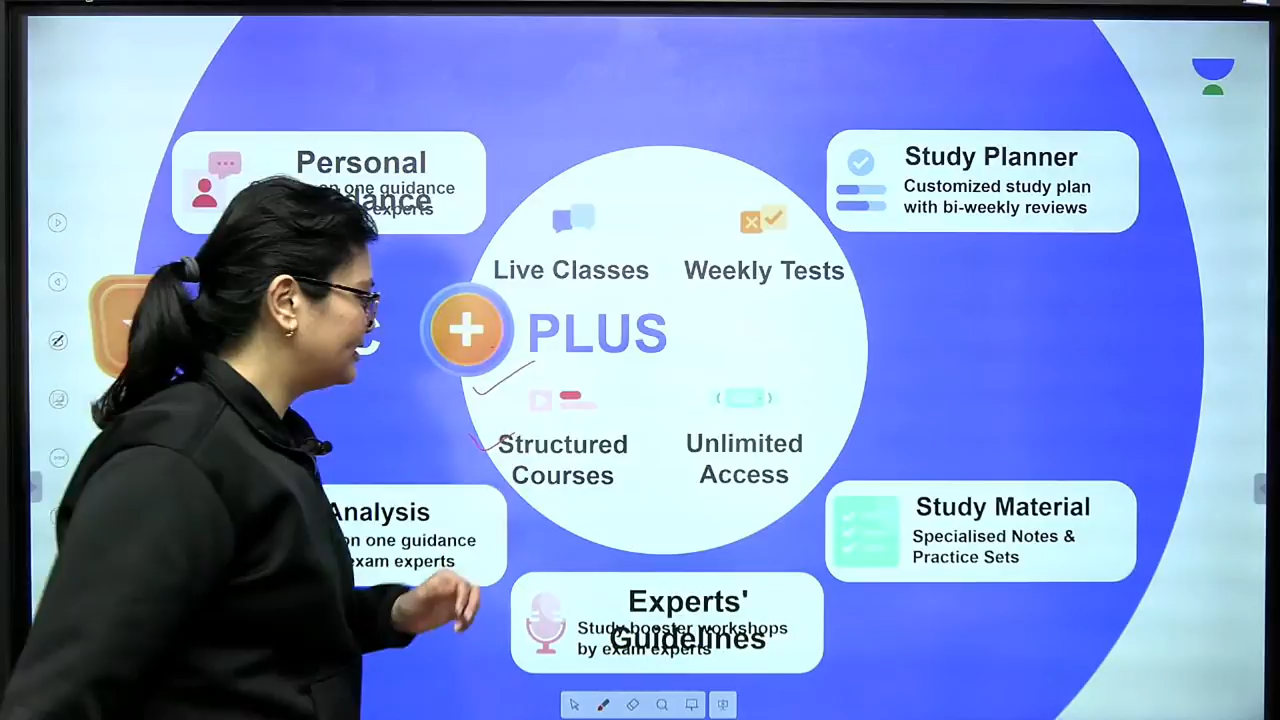 Personal
on one guidance
experts
Study Planner
Customized study plan
with bi-weekly reviews
Live Classes
Weekly Tests
PLUS
Structured
Courses
Unlimited
Access
Analysis
on one guidance
exam experts
Study Material
Specialised Notes &
Practice Sets
Experts'
Guidelines
Study booster workshops
by exam experts